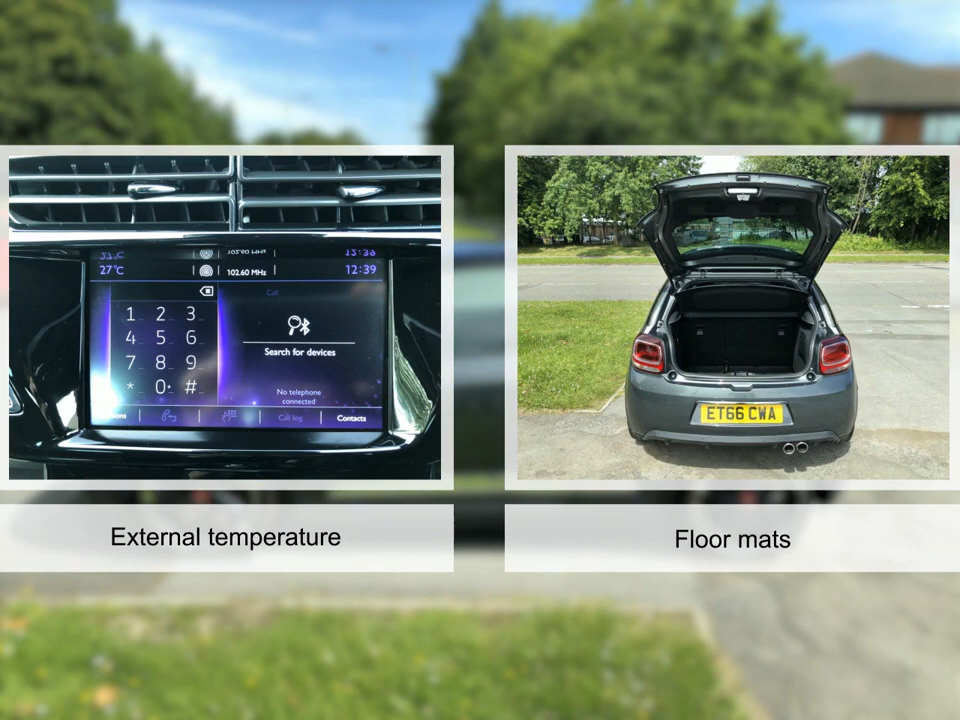 27°C 102.60 MHz 12:39
Call
1 2 3
4 5 6
7 8 9
* 0+ #
Search for devices
No telephone
connected
Call log Contacts
ET66 CWA
External temperature
Floor mats